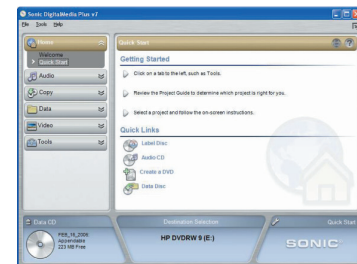 Sonic DigitalMedia Plus v7
File Tools Help
Home
Welcome
Quick Start
Audio
Copy
Data
Video
Tools
Quick Start
Getting Started
Click on a tab to the left, such as Tools.
Review the Project Guide to determine which project is right for you.
Select a project and follow the on-screen instructions.
Quick Links
Label Disc
Audio CD
Create a DVD
Data Disc
Data CD
FEB_16_2006
Appendable
223 MB Free
Destination Selection
HP DVDRW 9 (E:)
Quick Start
SONIC